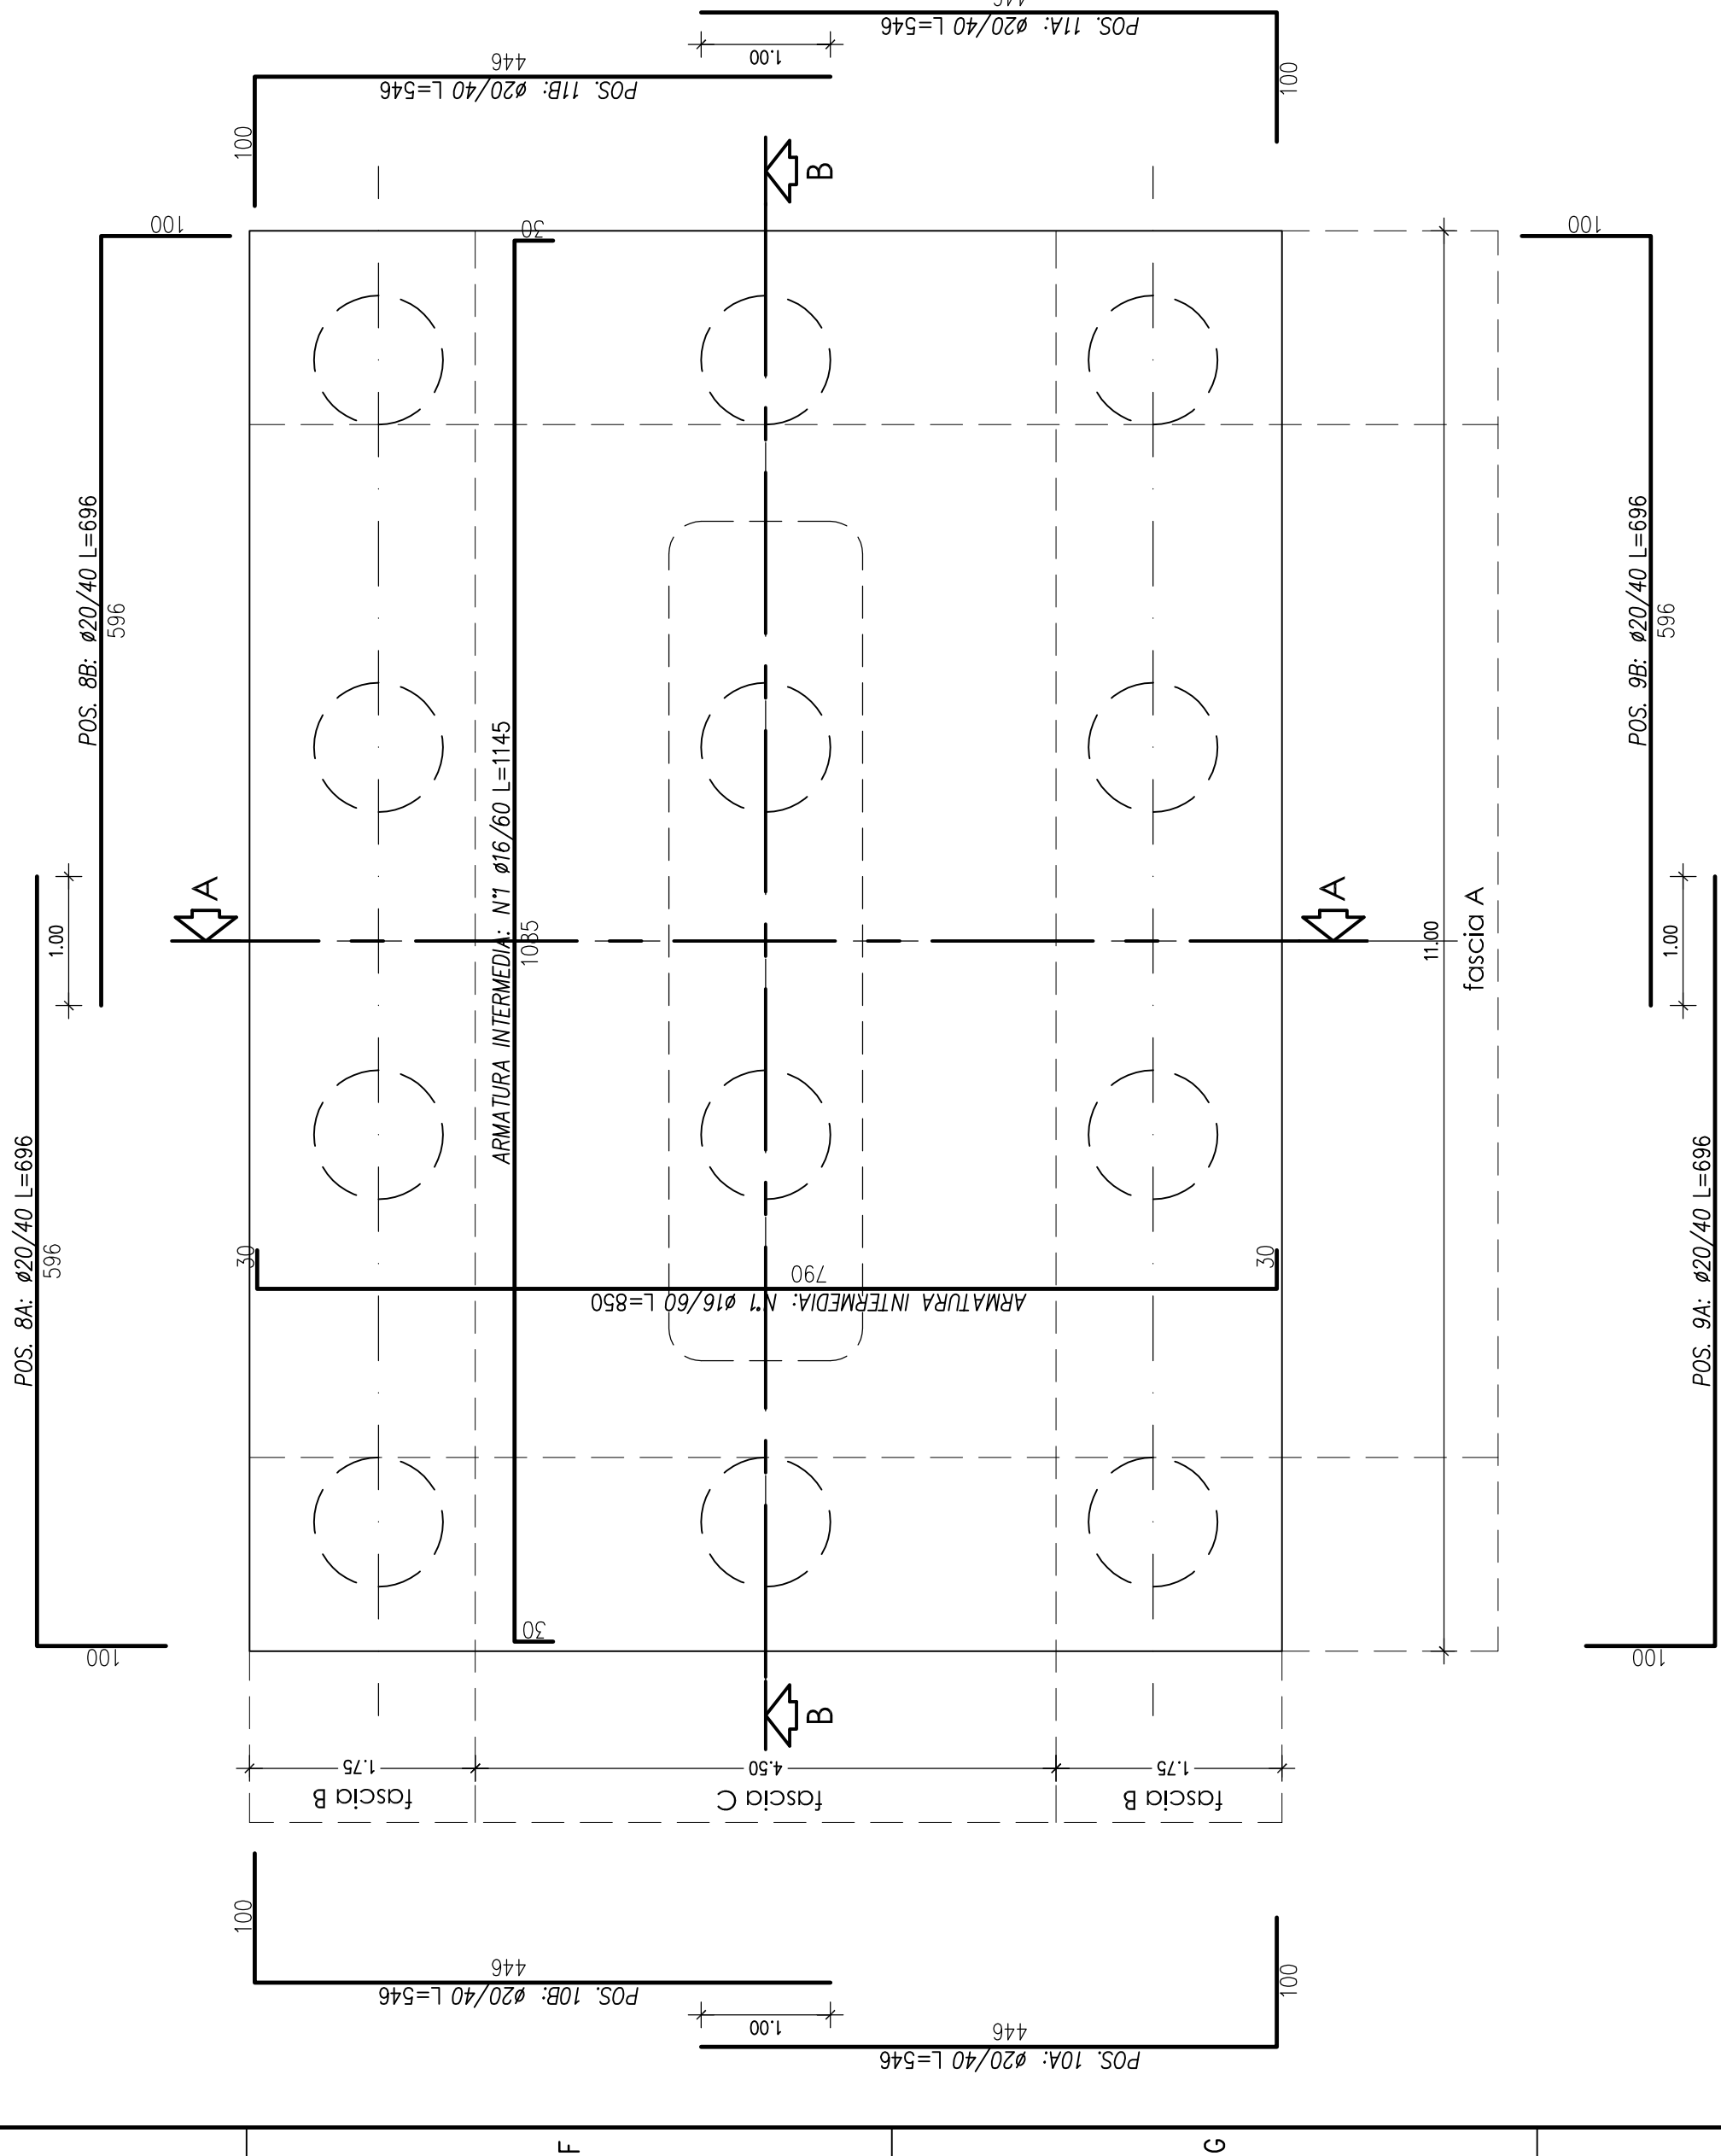 446
POS. 11A: ø20/40 L=546
100
1.00
446
POS. 11B: ø20/40 L=546
100
B
100
POS. 8B: ø20/40 L=696
596
1.00
POS. 8A: ø20/40 L=696
596
100
A
30
ARMATURA INTERMEDIA: N°1 ø16/60 L=1145
1085
30
30
790
ARMATURA INTERMEDIA: N°1 ø16/60 L=850
30
A
11.00
fascia A
100
POS. 9B: ø20/40 L=696
596
1.00
POS. 9A: ø20/40 L=696
100
B
1.75
fascia B
4.50
fascia C
1.75
fascia B
100
446
POS. 10B: ø20/40 L=546
1.00
446
POS. 10A: ø20/40 L=546
100
F
G